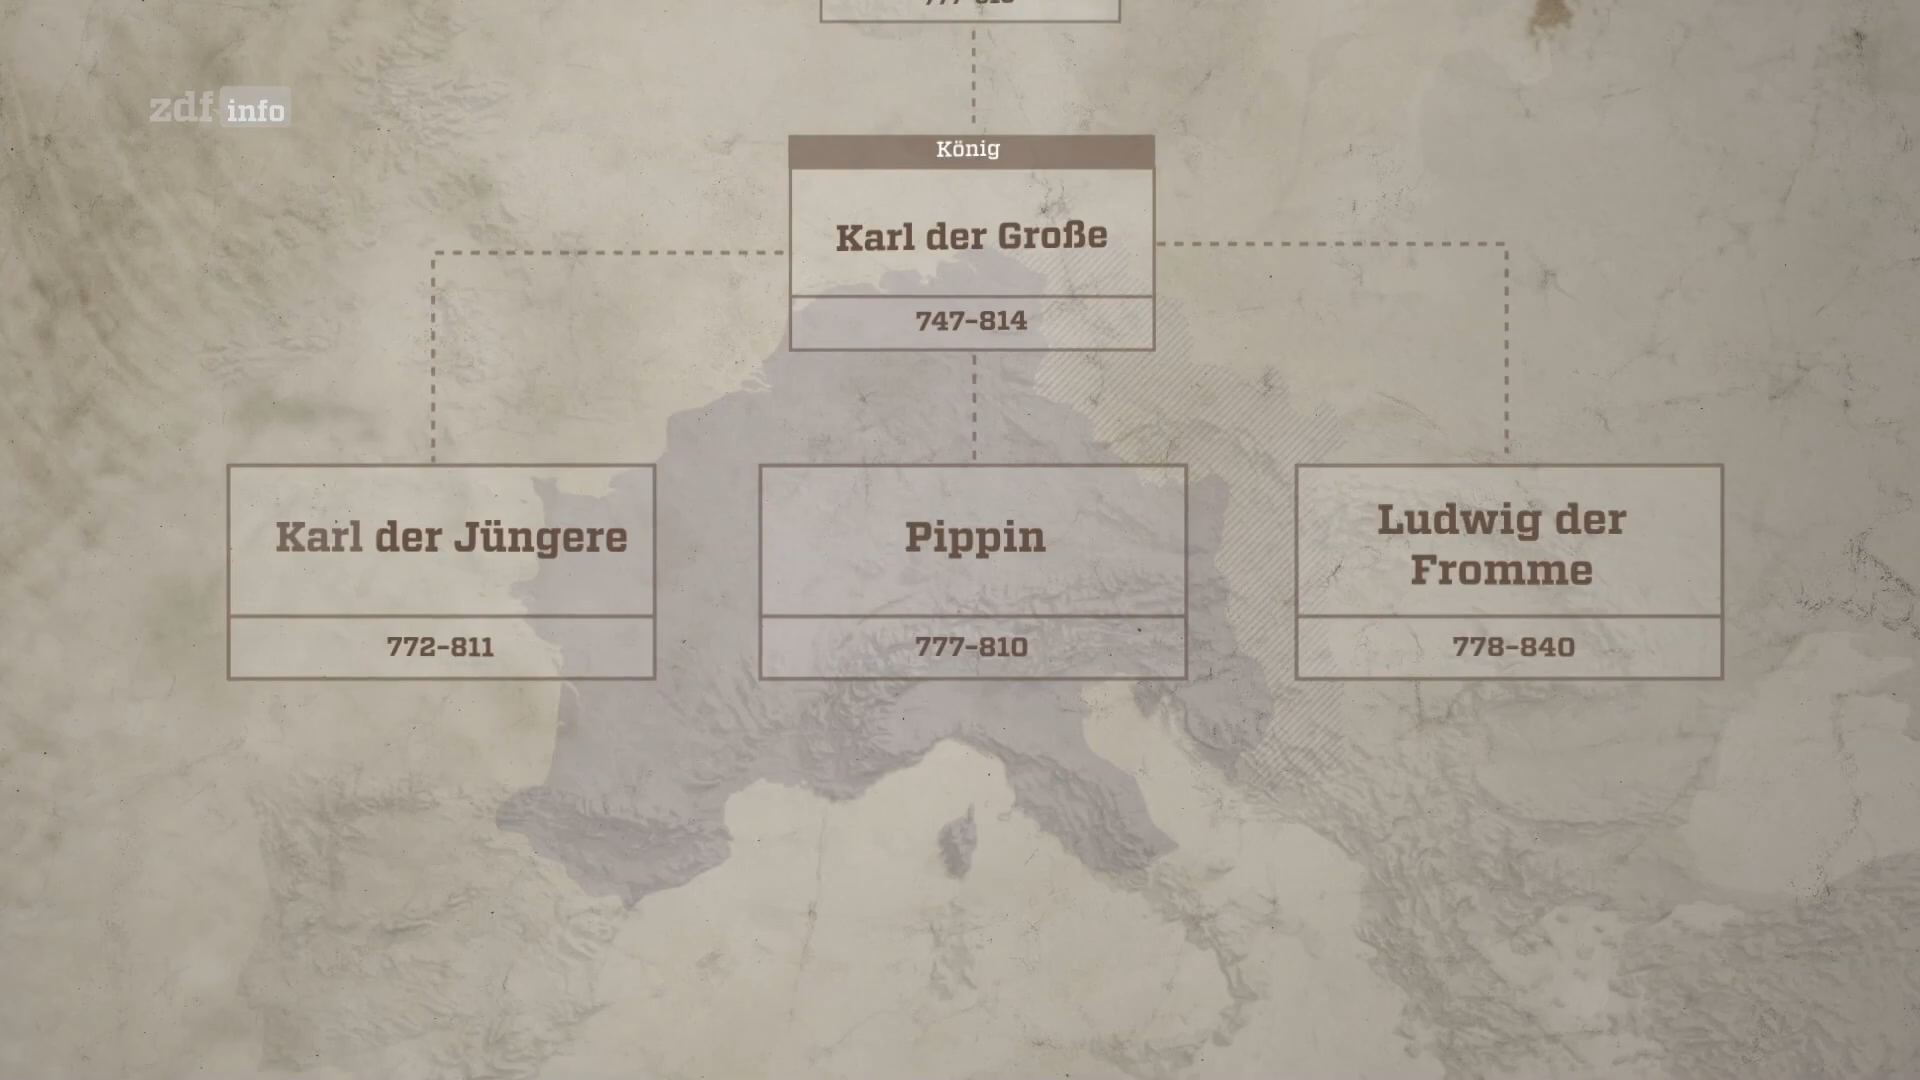 zdf info
König
Karl der Große
747–814
Karl der Jüngere
772–811
Pippin
777–810
Ludwig der
Fromme
778–840